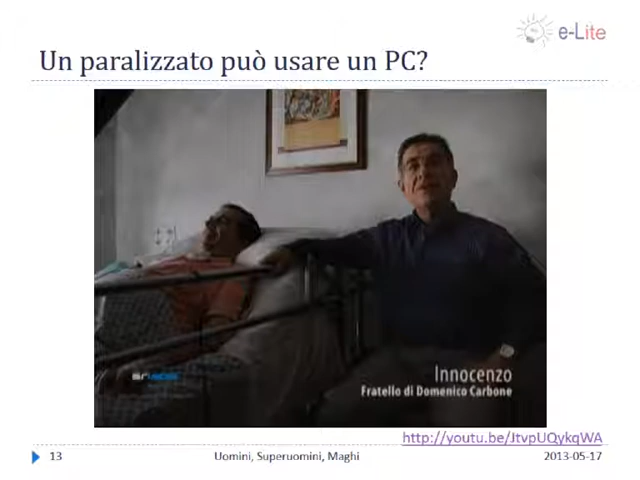 e-Lite
Un paralizzato può usare un PC?
Innocenzo
Fratello di Domenico Carbone
http://youtu.be/JtvpUQykqWA
13 Uomini, Superuomini, Maghi 2013-05-17